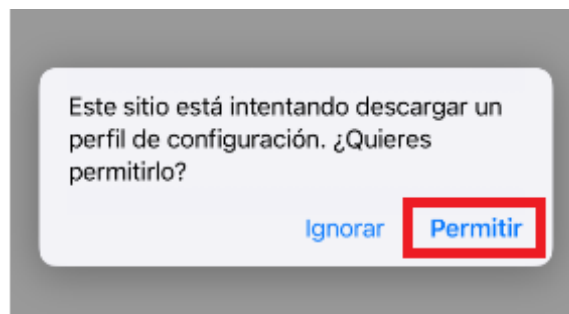 Este sitio está intentando descargar un
perfil de configuración. ¿Quieres
permitirlo?
Ignorar Permitir